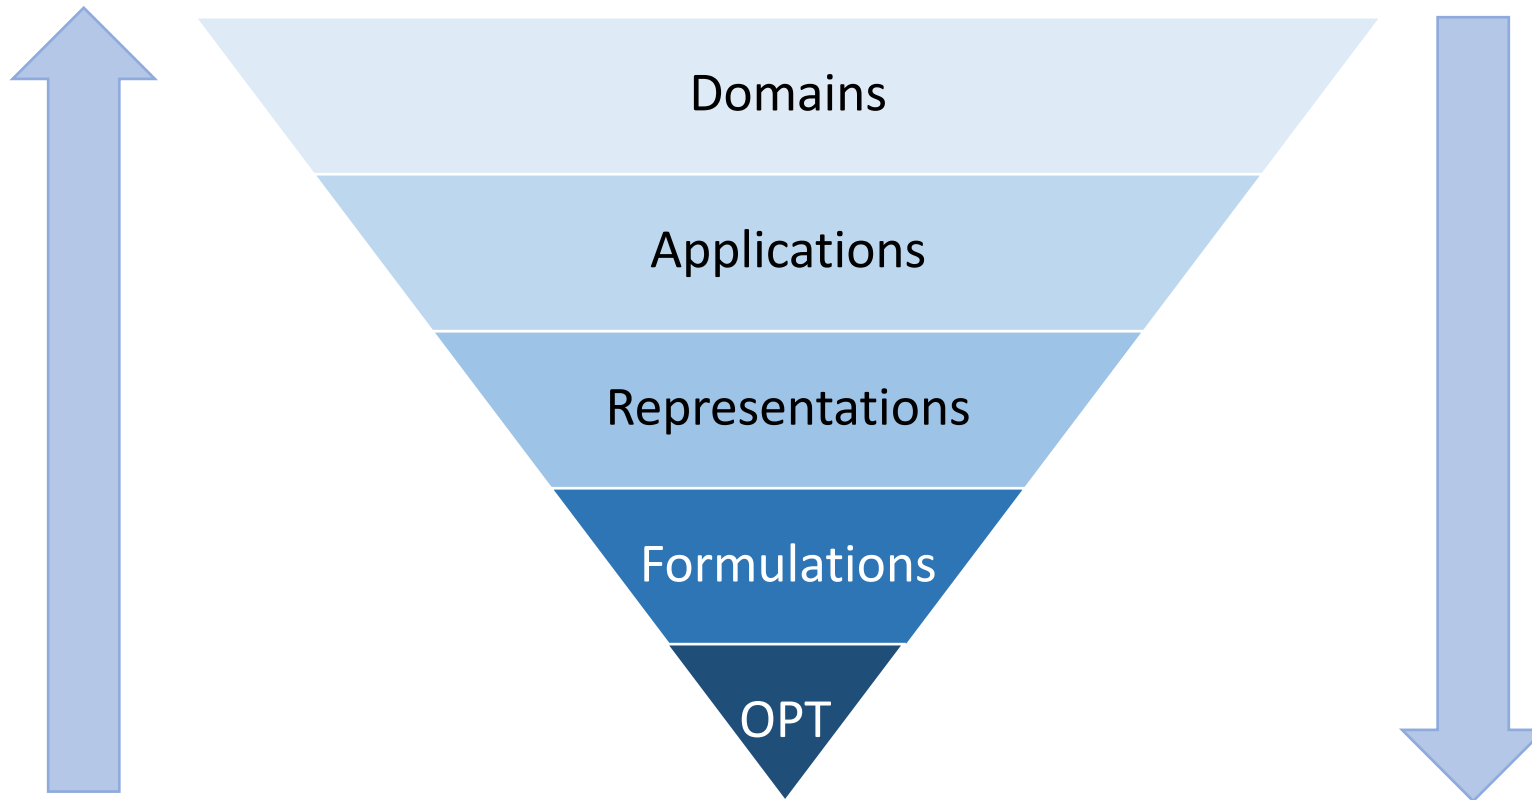 Domains
Applications
Representations
Formulations
OPT